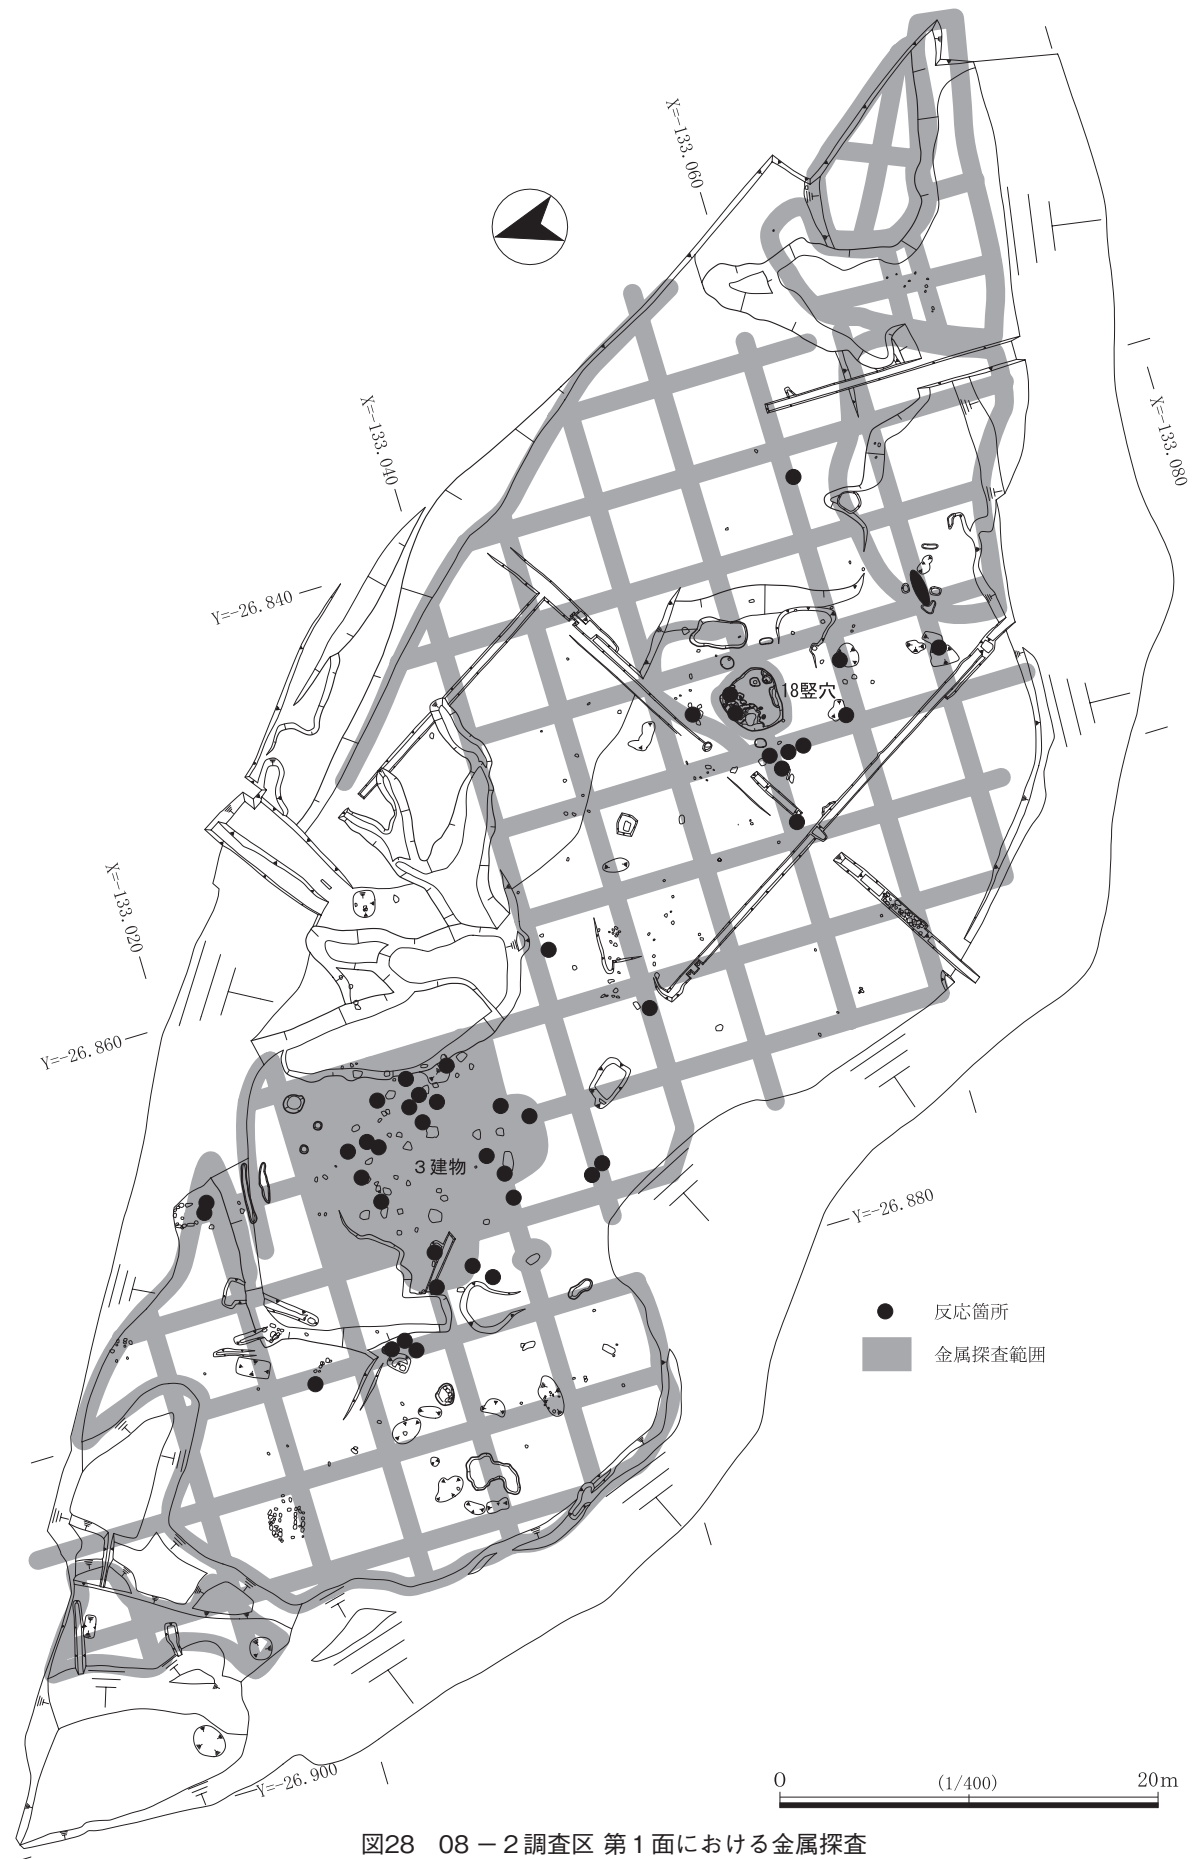 X=-133.060
X=-133.040
X=-133.080
Y=-26.840
18竪穴
X=-133.020
Y=-26.860
3建物
Y=-26.880
反応箇所
金属探査範囲
Y=-26.900
0 (1/400) 20m
図28 08－2調査区 第1面における金属探査